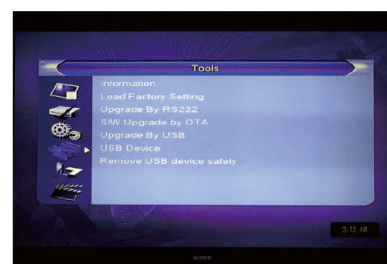 Tools
Information
Load Factory Setting
Upgrade By RS232
S/W Upgrade by OTA
Upgrade By USB
USB Device
Remove USB device safely
3:12 AM
SONY